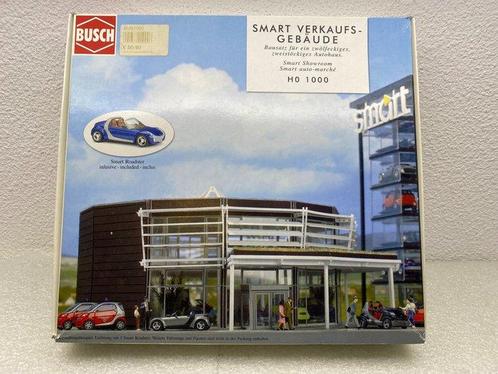 BUSCH
SMART VERKAUFS-
GEBÄUDE
Bausatz für ein zwölfeckiges,
zweistöckiges Autohaus.
Smart Showroom
Smart auto-marché
H0 1000
smart
Smart Roadster
inlusive · included · inclus